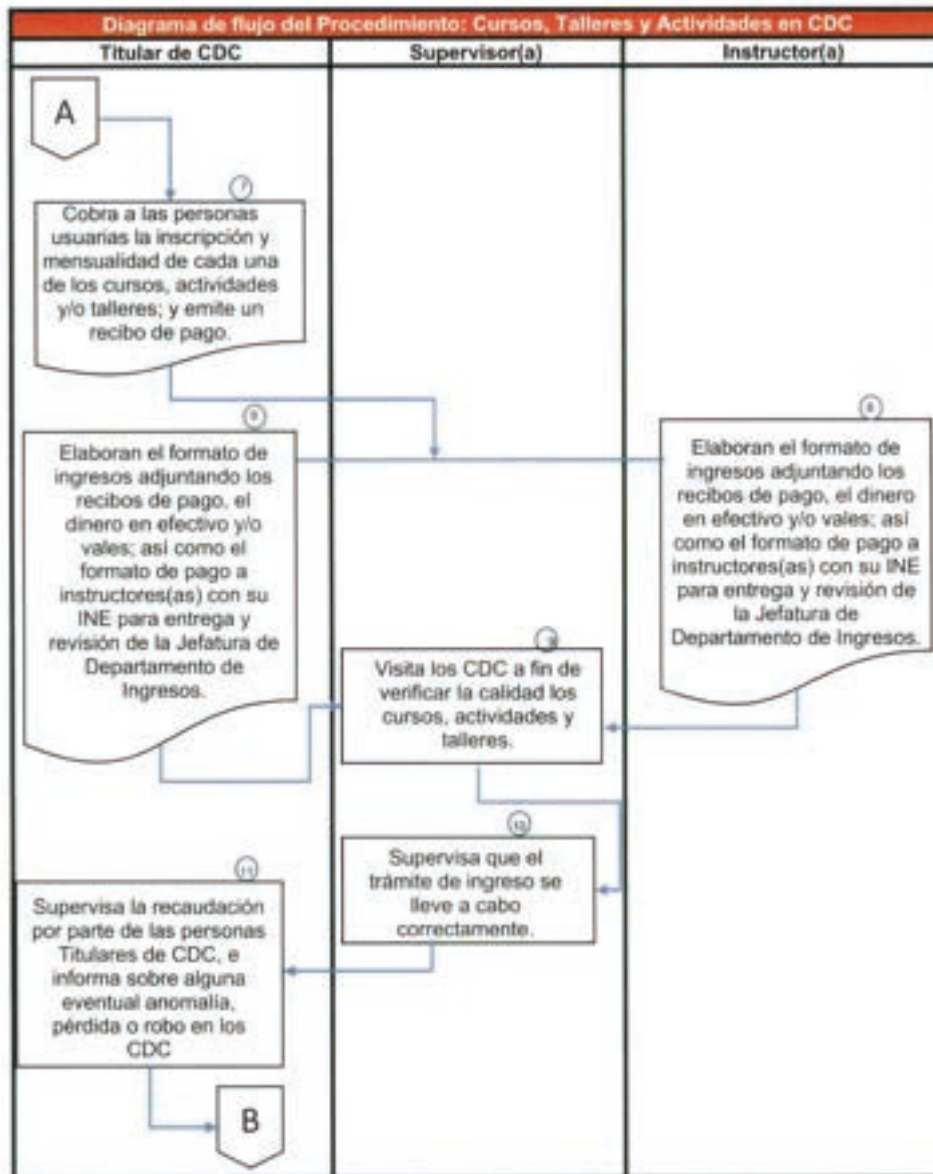 Diagrama de flujo del Procedimiento: Cursos, Talleres y Actividades en CDC
Titular de CDC
Supervisor(a)
Instructor(a)
A
7
Cobra a las personas
usuarias la inscripción y
mensualidad de cada una
de los cursos, actividades
y/o talleres; y emite un
recibo de pago.
Elaboran el formato de
ingresos adjuntando los
recibos de pago, el
dinero en efectivo y/o
vales; así como el
formato de pago a
instructores(as) con su
INE para entrega y
revisión de la Jefatura de
Departamento de
Ingresos.
Elaboran el formato de
ingresos adjuntando los
recibos de pago, el dinero
en efectivo y/o vales; así
como el formato de pago a
instructores(as) con su INE
para entrega y revisión de
la Jefatura de
Departamento de Ingresos.
Visita los CDC a fin de
verificar la calidad los
cursos, actividades y
talleres.
10
Supervisa que el
trámite de ingreso se
lleve a cabo
correctamente.
11
Supervisa la recaudación
por parte de las personas
Titulares de CDC, e
informa sobre alguna
eventual anomalía,
pérdida o robo en los
CDC
B